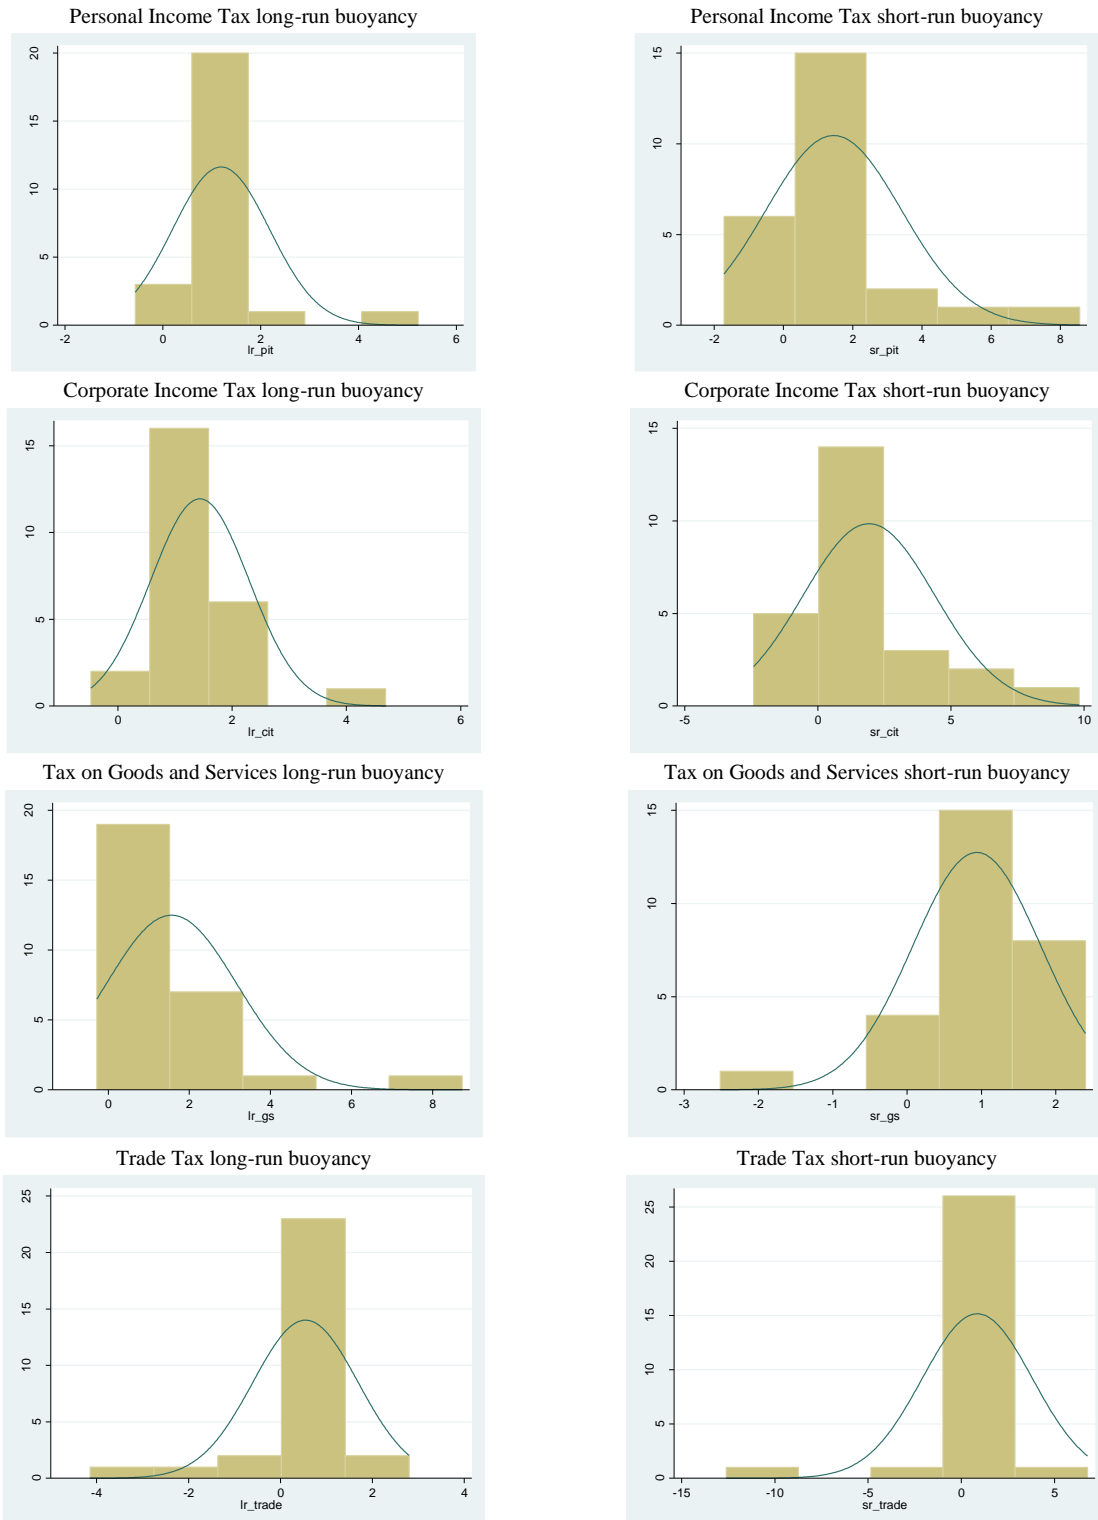 Personal Income Tax long-run buoyancy
20
15
10
5
0
-2 0 2 4 6
lr_pit
Personal Income Tax short-run buoyancy
15
10
5
0
-2 0 2 4 6 8
sr_pit
Corporate Income Tax long-run buoyancy
15
10
5
0
0 2 4 6
lr_cit
Corporate Income Tax short-run buoyancy
15
10
5
0
-5 0 5 10
sr_cit
Tax on Goods and Services long-run buoyancy
20
15
10
5
0
0 2 4 6 8
lr_gs
Tax on Goods and Services short-run buoyancy
15
10
5
0
-3 -2 -1 0 1 2
sr_gs
Trade Tax long-run buoyancy
25
20
15
10
5
0
-4 -2 0 2 4
lr_trade
Trade Tax short-run buoyancy
25
20
15
10
5
0
-15 -10 -5 0 5
sr_trade